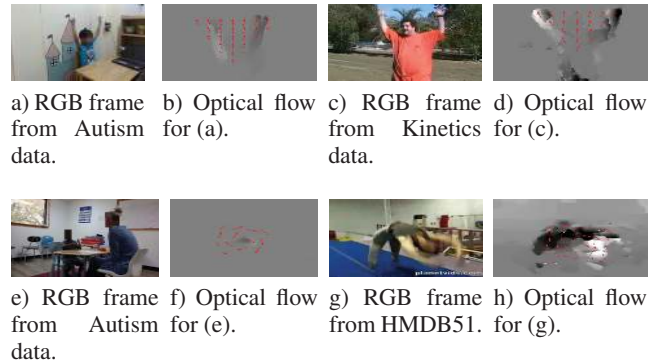 a) RGB frame from Autism data.
b) Optical flow for (a).
c) RGB frame from Kinetics data.
d) Optical flow for (c).
e) RGB frame from Autism data.
f) Optical flow for (e).
g) RGB frame from HMDB51.
h) Optical flow for (g).